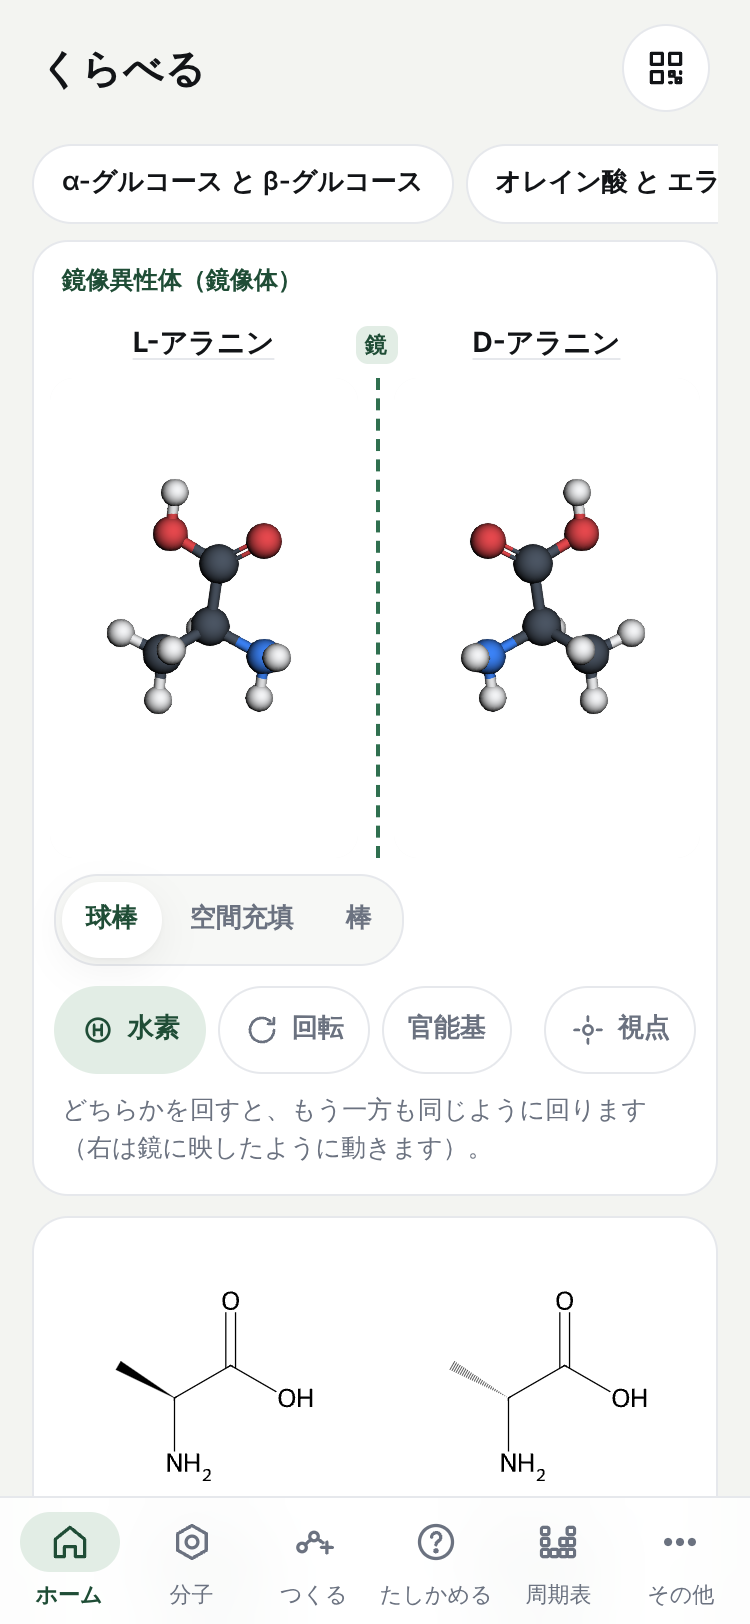 くらべる
α-グルコース と β-グルコース
オレイン酸 と エラ
鏡像異性体（鏡像体）
L-アラニン
鏡
D-アラニン
球棒
空間充填
棒
水素
回転
官能基
視点
どちらかを回すと、もう一方も同じように回ります
（右は鏡に映したように動きます）。
O
OH
NH2
O
OH
NH2
ホーム
分子
つくる
たしかめる
周期表
その他